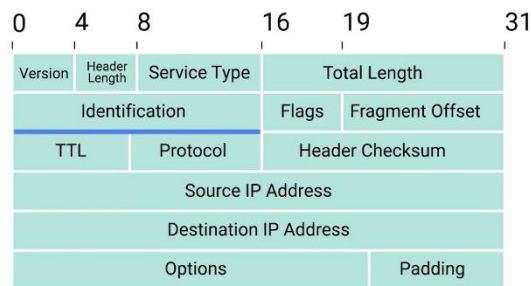 0 4 8 16 19 31
Version Header Length Service Type Total Length
Identification Flags Fragment Offset
TTL Protocol Header Checksum
Source IP Address
Destination IP Address
Options Padding